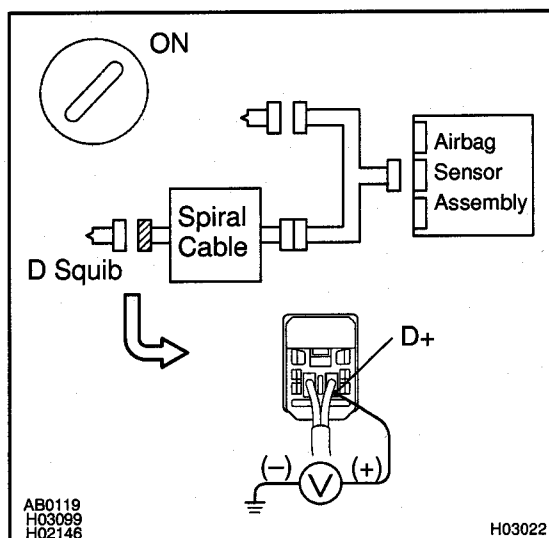 ON
Airbag
Sensor
Assembly
Spiral
Cable
D Squib
D+
(−)
V
(+)
AB0119
H03099
H02146
H03022